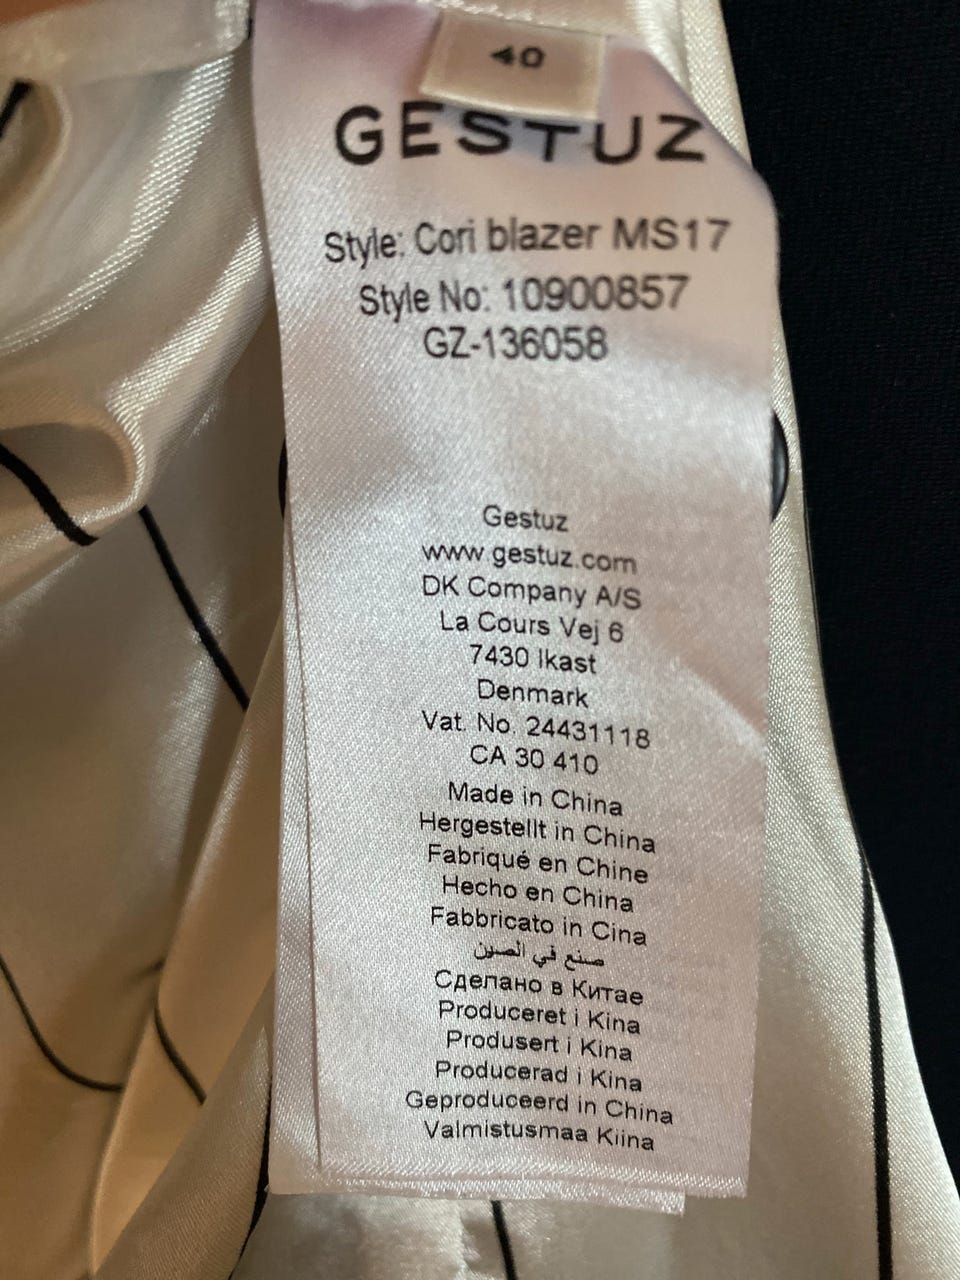 40
GESTUZ
Style: Cori blazer MS17
Style No: 10900857
GZ-136058
Gestuz
www.gestuz.com
DK Company A/S
La Cours Vej 6
7430 Ikast
Denmark
Vat. No. 24431118
CA 30 410
Made in China
Hergestellt in China
Fabriqué en Chine
Hecho en China
Fabbricato in Cina
صنع في الصين
Сделано в Китае
Produceret i Kina
Produsert i Kina
Producerad i Kina
Geproduceerd in China
Valmistusmaa Kiina